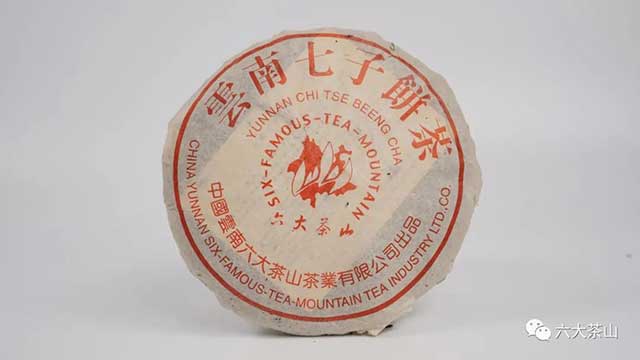 雲南七子餅茶
YUNNAN CHI TSE BEENG CHA
SIX-FAMOUS-TEA-MOUNTAIN
六大茶山
中國雲南六大茶山茶業有限公司出品
CHINA YUNNAN SIX-FAMOUS-TEA-MOUNTAIN TEA INDUSTRY LTD.CO.
六大茶山